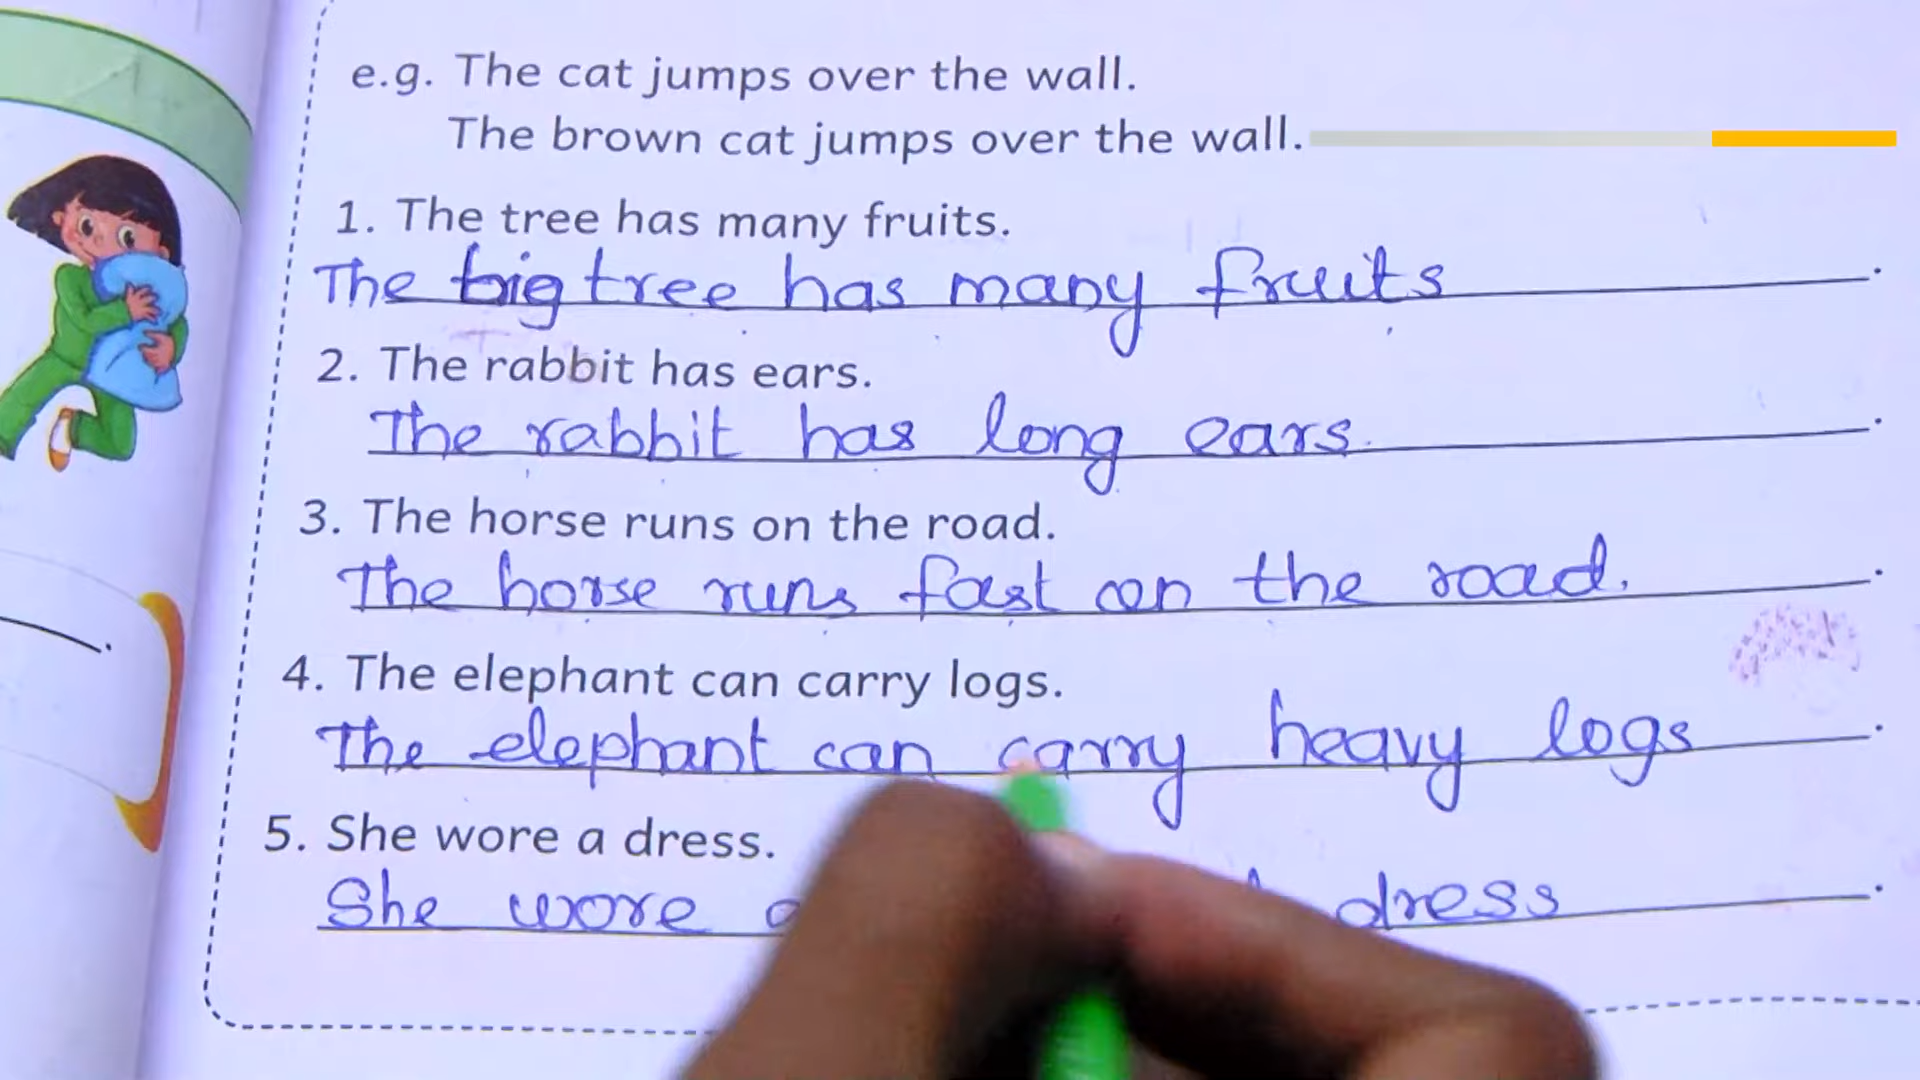 e.g. The cat jumps over the wall.
The brown cat jumps over the wall.
1. The tree has many fruits.
The big tree has many fruits.
2. The rabbit has ears.
The rabbit has long ears.
3. The horse runs on the road.
The horse runs fast on the road.
4. The elephant can carry logs.
The elephant can carry heavy logs.
5. She wore a dress.
She wore dress.